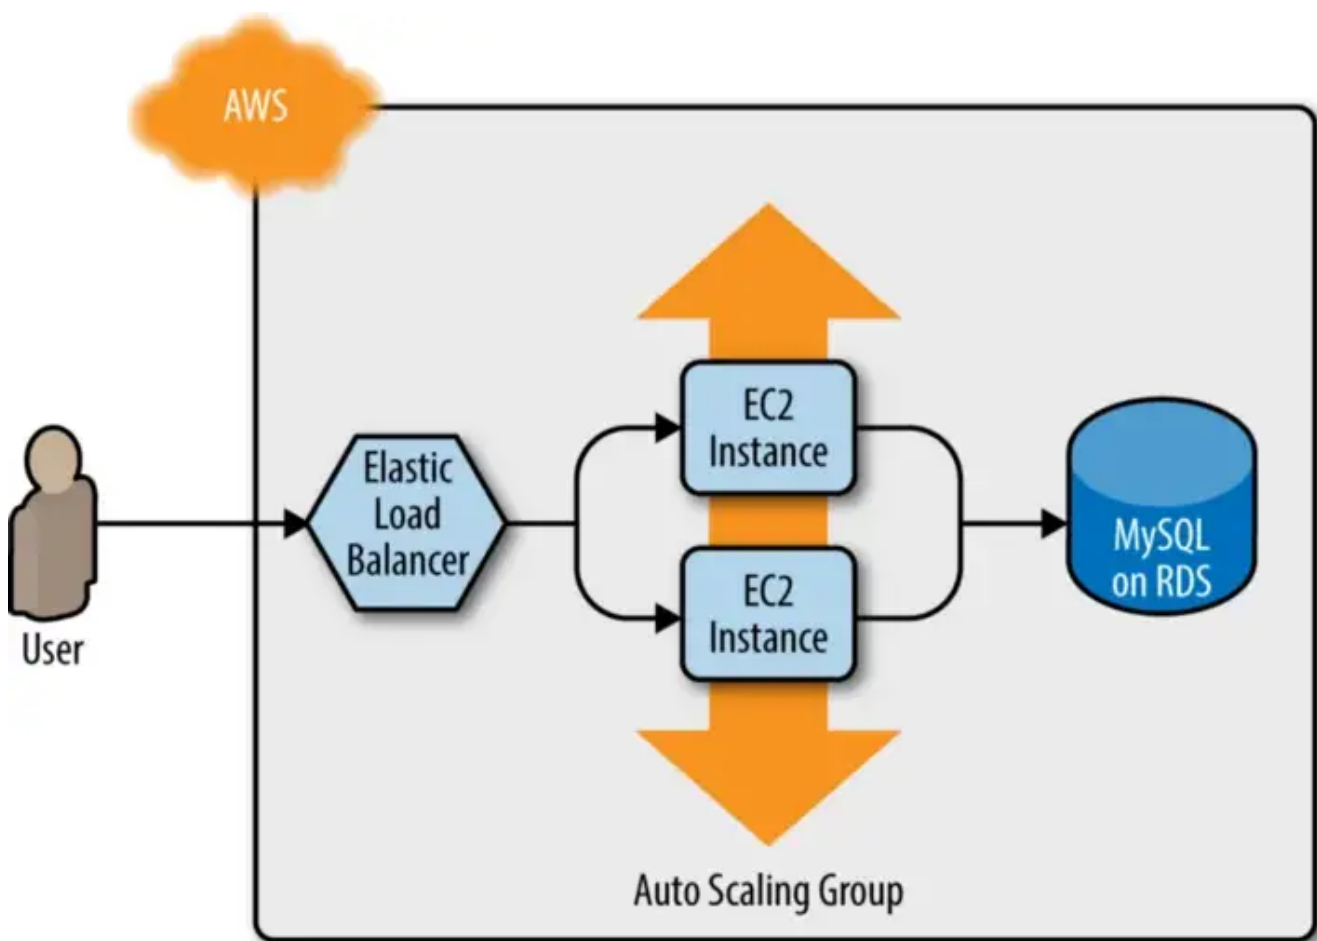 AWS
User
Elastic
Load
Balancer
EC2
Instance
EC2
Instance
MySQL
on RDS
Auto Scaling Group